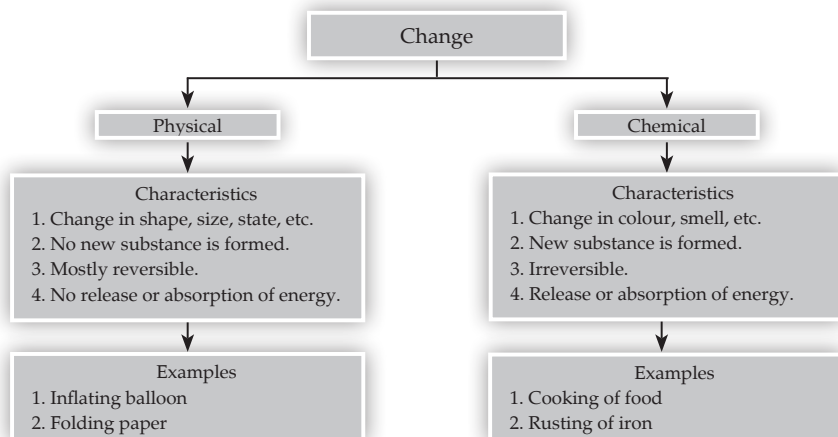 Change
Physical
Chemical
Characteristics
1. Change in shape, size, state, etc.
2. No new substance is formed.
3. Mostly reversible.
4. No release or absorption of energy.
Characteristics
1. Change in colour, smell, etc.
2. New substance is formed.
3. Irreversible.
4. Release or absorption of energy.
Examples
1. Inflating balloon
2. Folding paper
Examples
1. Cooking of food
2. Rusting of iron